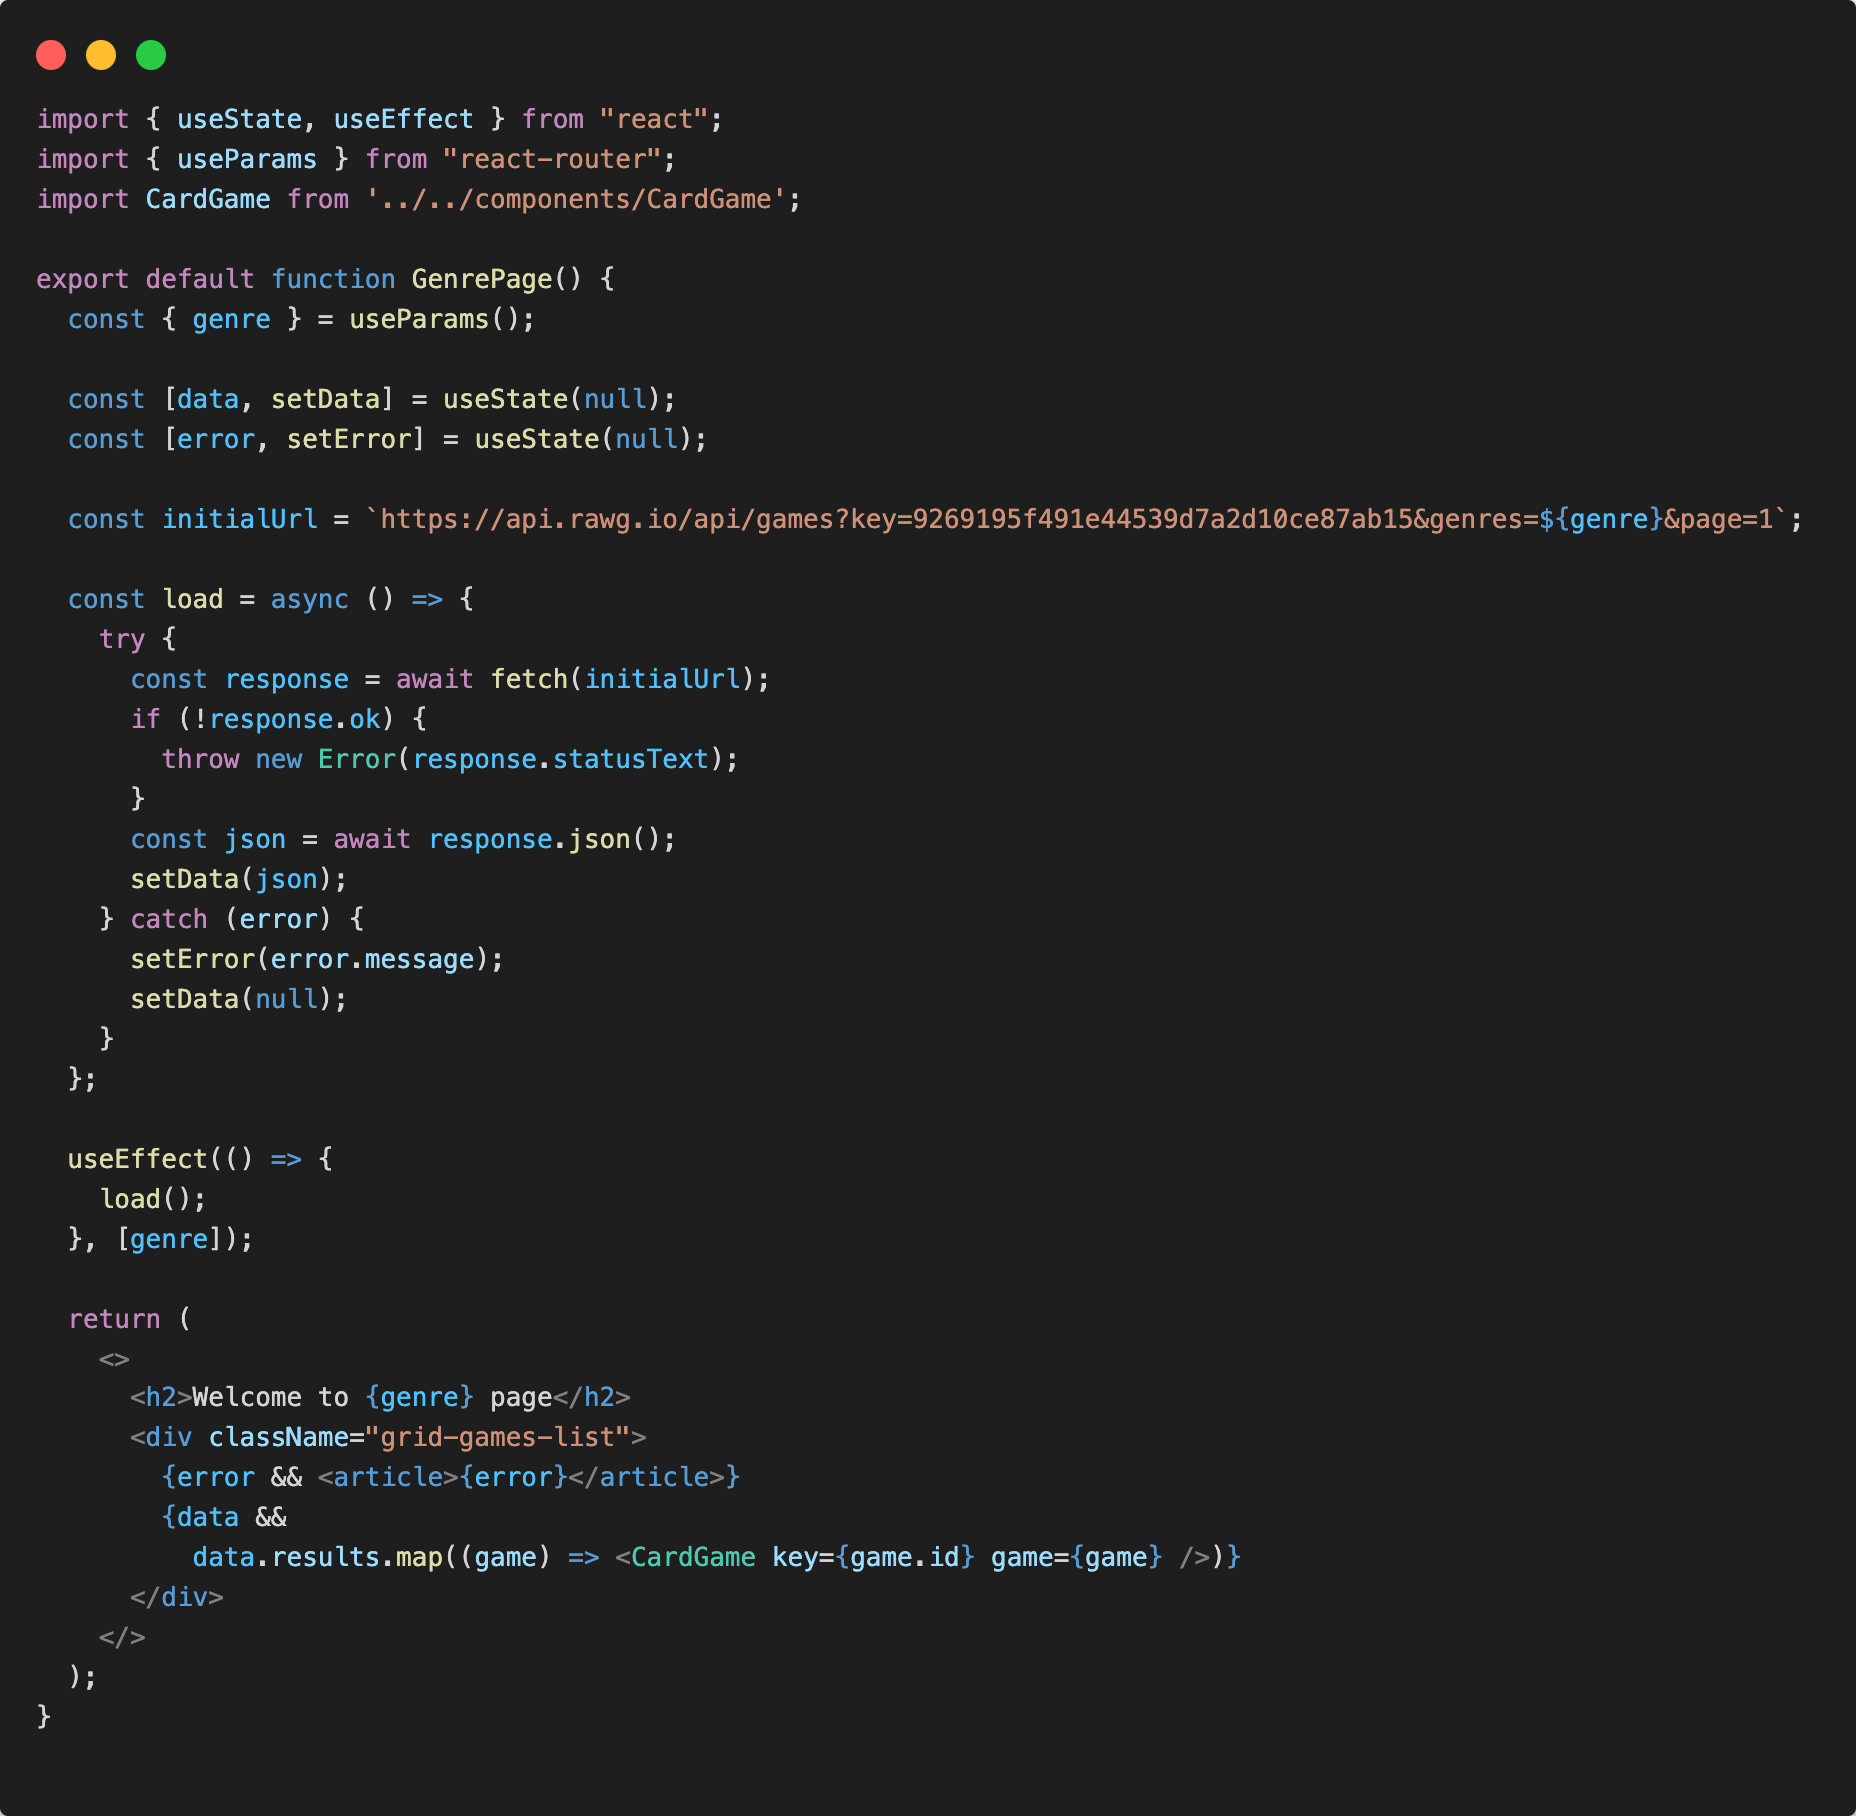 import { useState, useEffect } from "react";
import { useParams } from "react-router";
import CardGame from '../../components/CardGame';

export default function GenrePage() {
  const { genre } = useParams();

  const [data, setData] = useState(null);
  const [error, setError] = useState(null);

  const initialUrl = `https://api.rawg.io/api/games?key=9269195f491e44539d7a2d10ce87ab15&genres=${genre}&page=1`;

  const load = async () => {
    try {
      const response = await fetch(initialUrl);
      if (!response.ok) {
        throw new Error(response.statusText);
      }
      const json = await response.json();
      setData(json);
    } catch (error) {
      setError(error.message);
      setData(null);
    }
  };

  useEffect(() => {
    load();
  }, [genre]);

  return (
    <>
      <h2>Welcome to {genre} page</h2>
      <div className="grid-games-list">
        {error && <article>{error}</article>}
        {data &&
          data.results.map((game) => <CardGame key={game.id} game={game} />)}
      </div>
    </>
  );
}